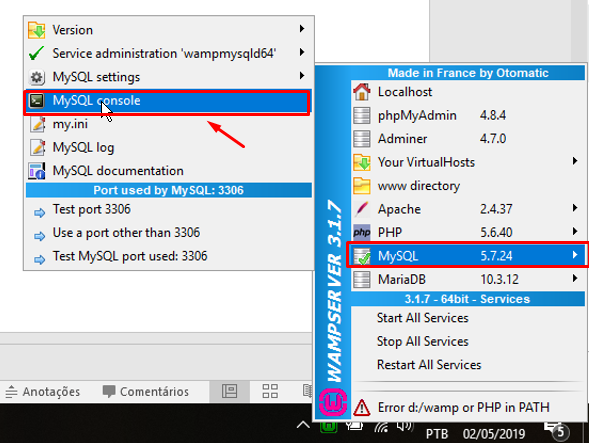 Version
Service administration 'wampmysqld64'
MySQL settings
MySQL console
my.ini
MySQL log
MySQL documentation
Port used by MySQL: 3306
Test port 3306
Use a port other than 3306
Test MySQL port used: 3306
WAMPSERVER 3.1.7
Made in France by Otomatic
Localhost
phpMyAdmin 4.8.4
Adminer 4.7.0
Your VirtualHosts
www directory
Apache 2.4.37
php PHP 5.6.40
MySQL 5.7.24
MariaDB 10.3.12
3.1.7 - 64bit - Services
Start All Services
Stop All Services
Restart All Services
Error d:/wamp or PHP in PATH
Anotações Comentários
PTB 02/05/2019 5